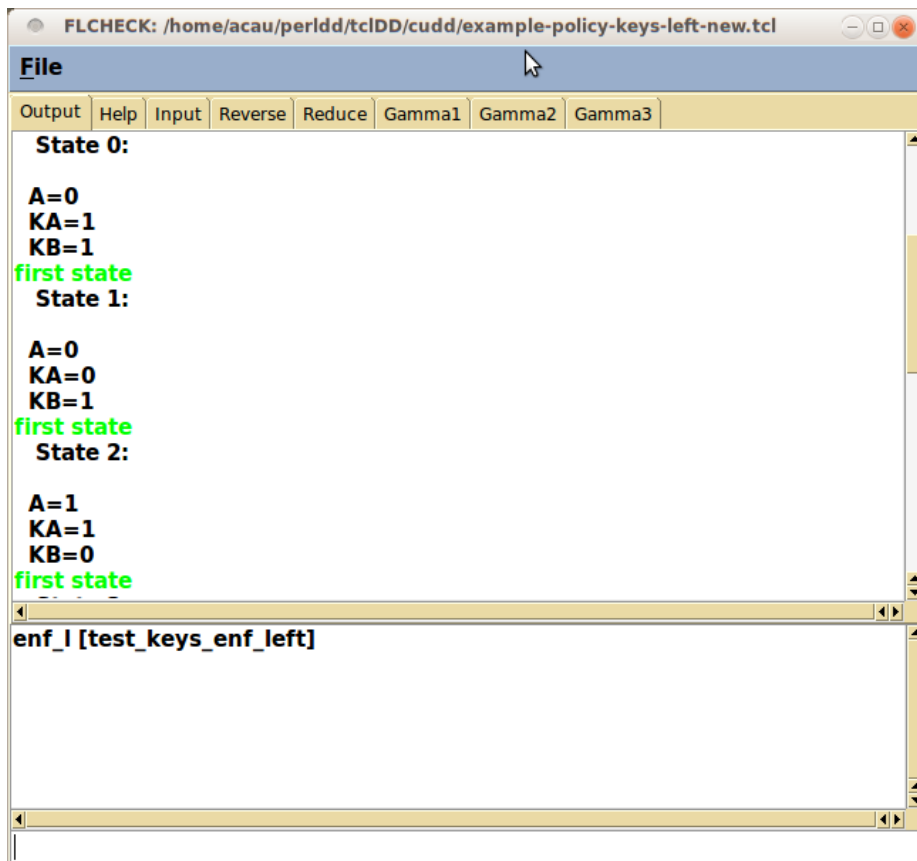 FLCHECK: /home/acau/perldd/tclDD/cudd/example-policy-keys-left-new.tcl
File
Output Help Input Reverse Reduce Gamma1 Gamma2 Gamma3
State 0:
A=0
KA=1
KB=1
first state
State 1:
A=0
KA=0
KB=1
first state
State 2:
A=1
KA=1
KB=0
first state
enf_l [test_keys_enf_left]